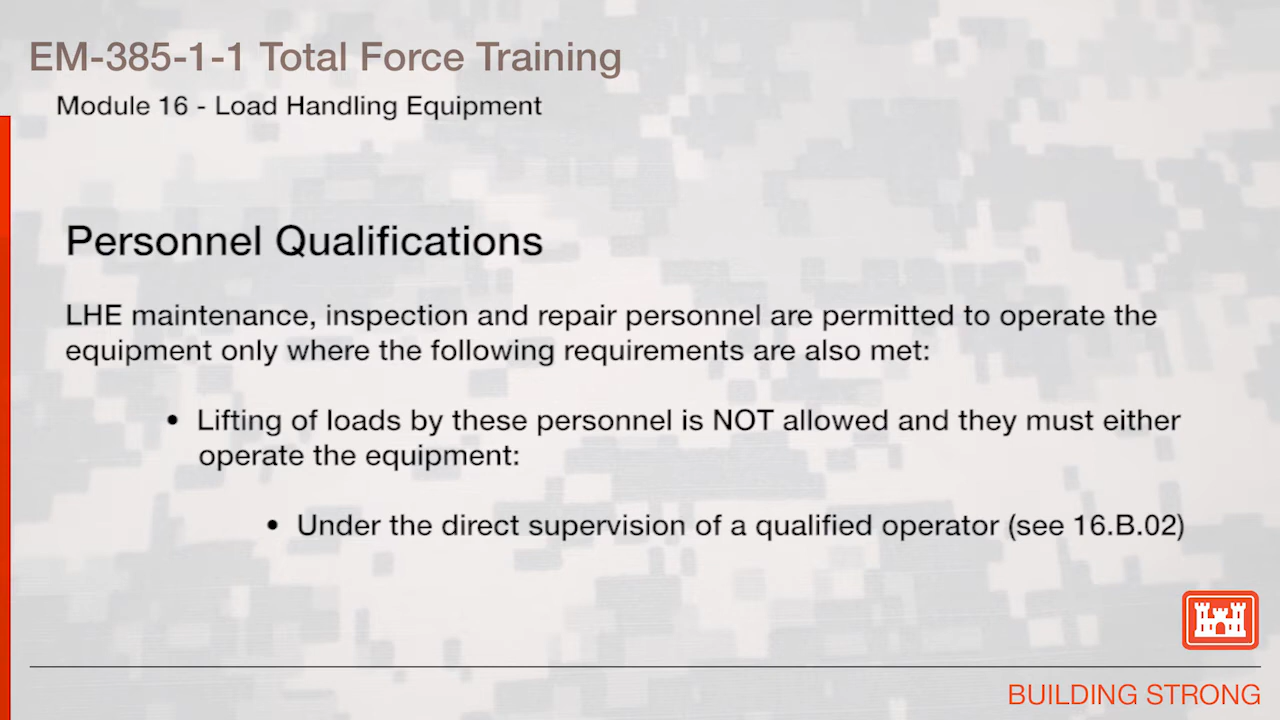 EM-385-1-1 Total Force Training
Module 16 - Load Handling Equipment
Personnel Qualifications
LHE maintenance, inspection and repair personnel are permitted to operate the
equipment only where the following requirements are also met:
• Lifting of loads by these personnel is NOT allowed and they must either
operate the equipment:
• Under the direct supervision of a qualified operator (see 16.B.02)
BUILDING STRONG